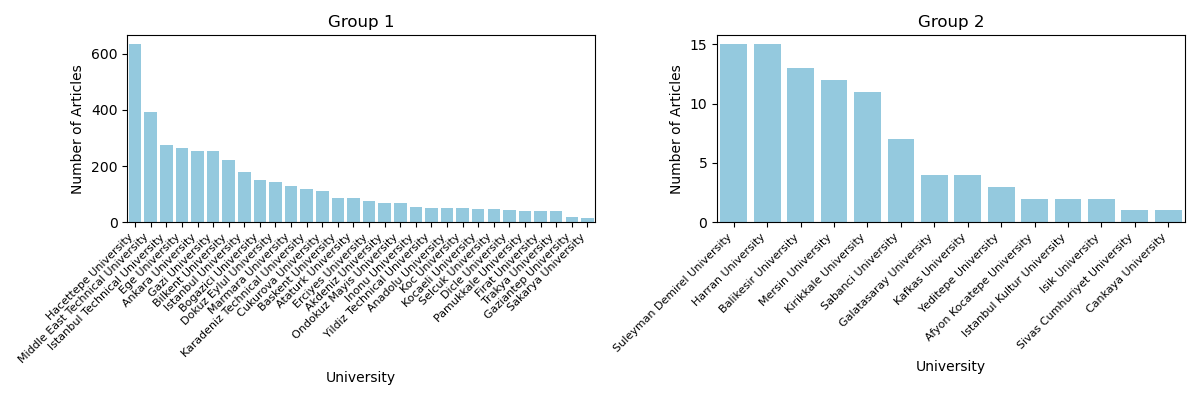 Group 1
Number of Articles
600
400
200
0
Hacettepe University
Middle East Technical University
Istanbul Technical University
Ege University
Ankara University
Gazi University
Bilkent University
Istanbul University
Bogazici University
Dokuz Eylul University
Marmara University
Karadeniz Technical University
Cukurova University
Baskent University
Ataturk University
Erciyes University
Akdeniz University
Ondokuz Mayis University
Inonu University
Yildiz Technical University
Anadolu University
Koc University
Kocaeli University
Selcuk University
Dicle University
Pamukkale University
Firat University
Trakya University
Gaziantep University
Sakarya University
University
Group 2
Number of Articles
15
10
5
0
Suleyman Demirel University
Harran University
Balikesir University
Mersin University
Kirikkale University
Sabanci University
Galatasaray University
Kafkas University
Yeditepe University
Afyon Kocatepe University
Istanbul Kultur University
Isik University
Sivas Cumhuriyet University
Cankaya University
University